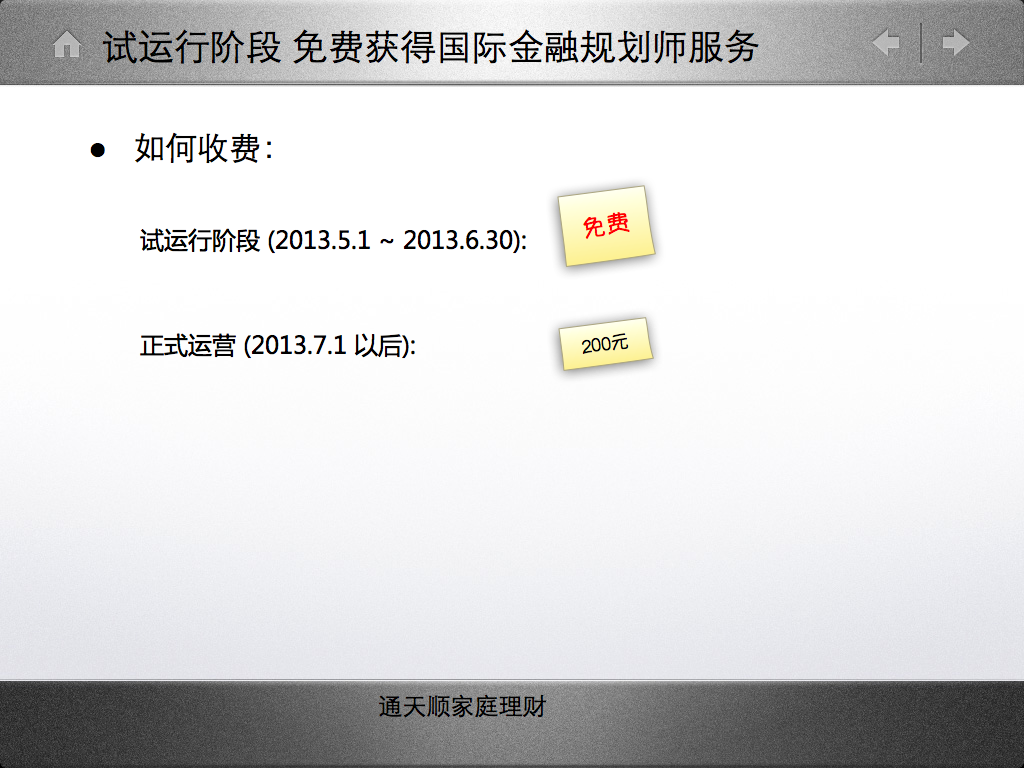 试运行阶段 免费获得国际金融规划师服务
● 如何收费：
试运行阶段 (2013.5.1 ~ 2013.6.30):
免费
正式运营 (2013.7.1 以后):
200元
通天顺家庭理财